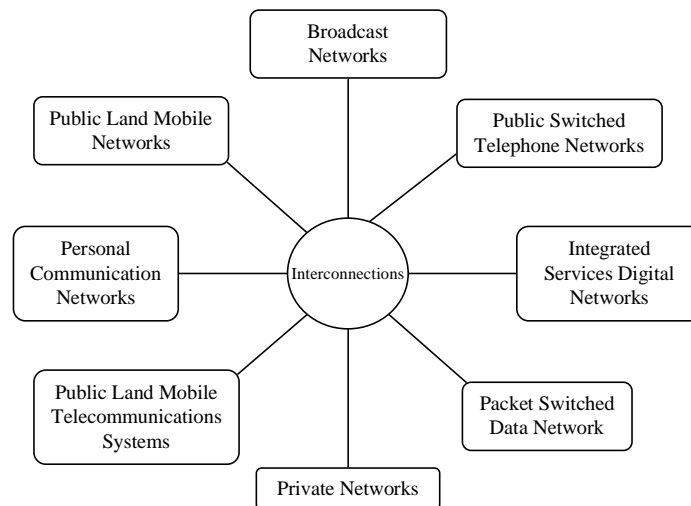 Broadcast
Networks
Public Land Mobile
Networks
Public Switched
Telephone Networks
Personal
Communication
Networks
Interconnections
Integrated
Services Digital
Networks
Public Land Mobile
Telecommunications
Systems
Packet Switched
Data Network
Private Networks